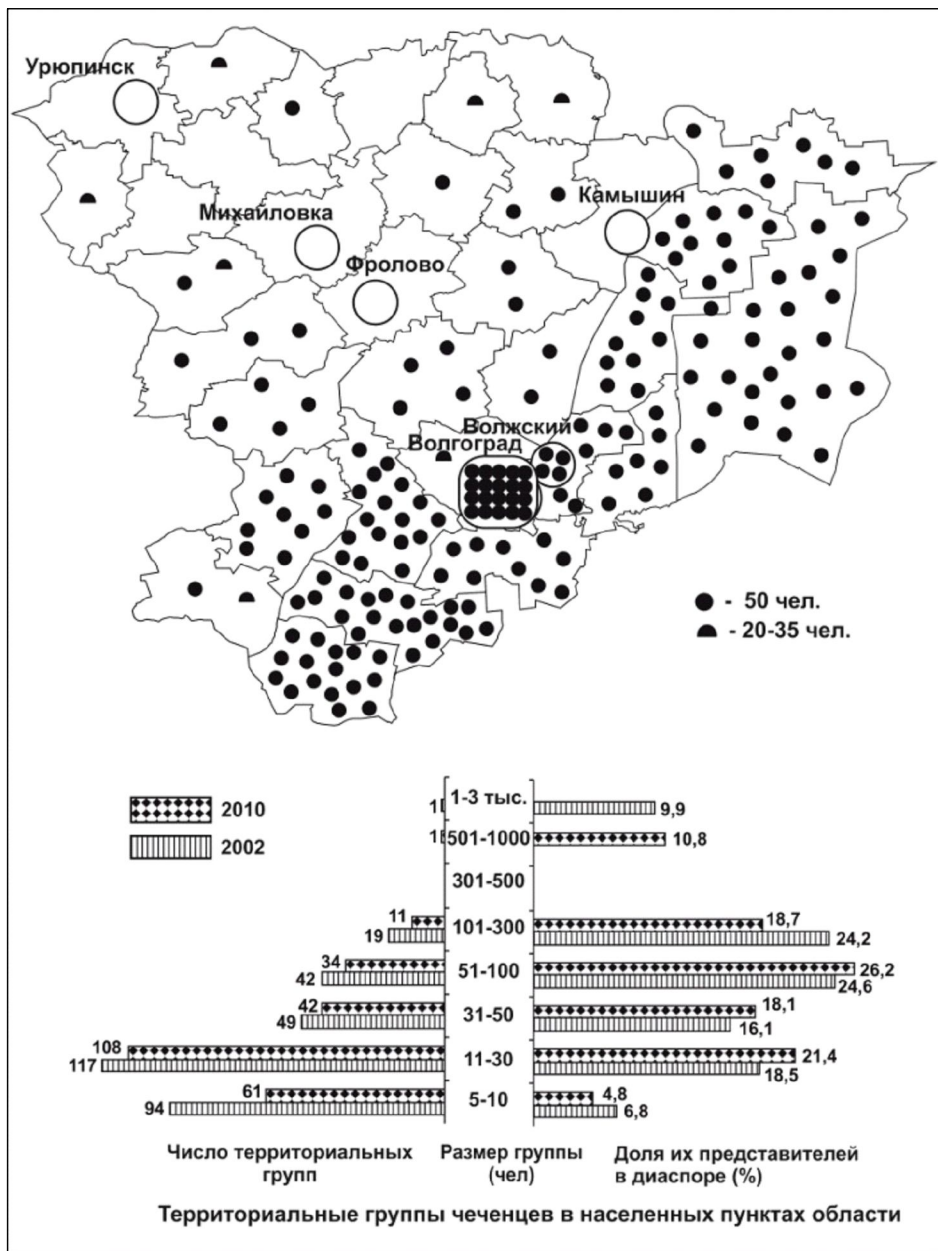 Урюпинск
Камышин
Михайловка
Фролово
Волжский
Волгоград
- 50 чел.
- 20-35 чел.
2010
2002
1 1-3 тыс. 9,9
1 501-1000 10,8
301-500
11 101-300 18,7
19 24,2
34 51-100 26,2
42 24,6
42 31-50 18,1
49 16,1
108 11-30 21,4
117 18,5
61 5-10 4,8
94 6,8
Число территориальных групп
Размер группы (чел)
Доля их представителей в диаспоре (%)
Территориальные группы чеченцев в населенных пунктах области